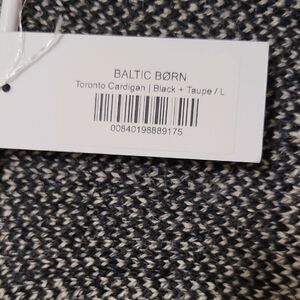 BALTIC BØRN
Toronto Cardigan | Black + Taupe / L
00840198889175